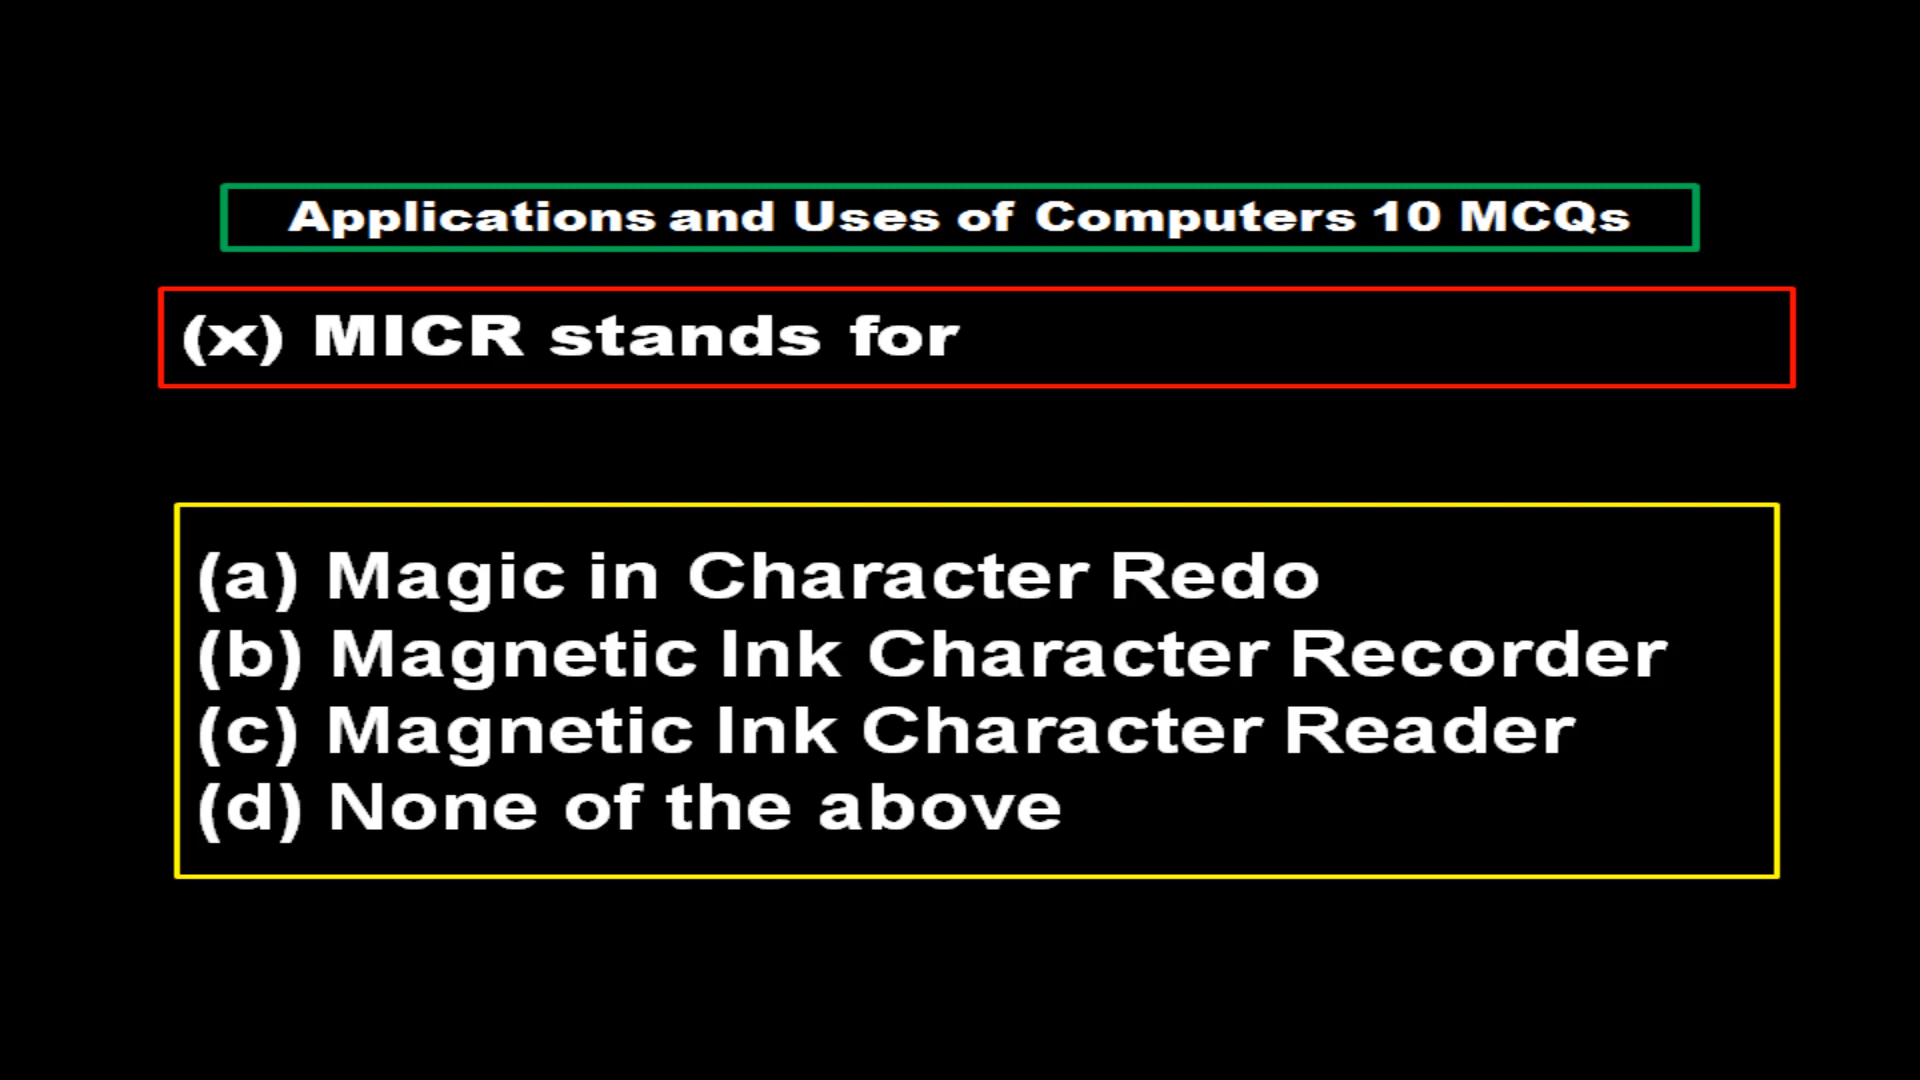 Applications and Uses of Computers 10 MCQs
(x) MICR stands for
(a) Magic in Character Redo
(b) Magnetic Ink Character Recorder
(c) Magnetic Ink Character Reader
(d) None of the above